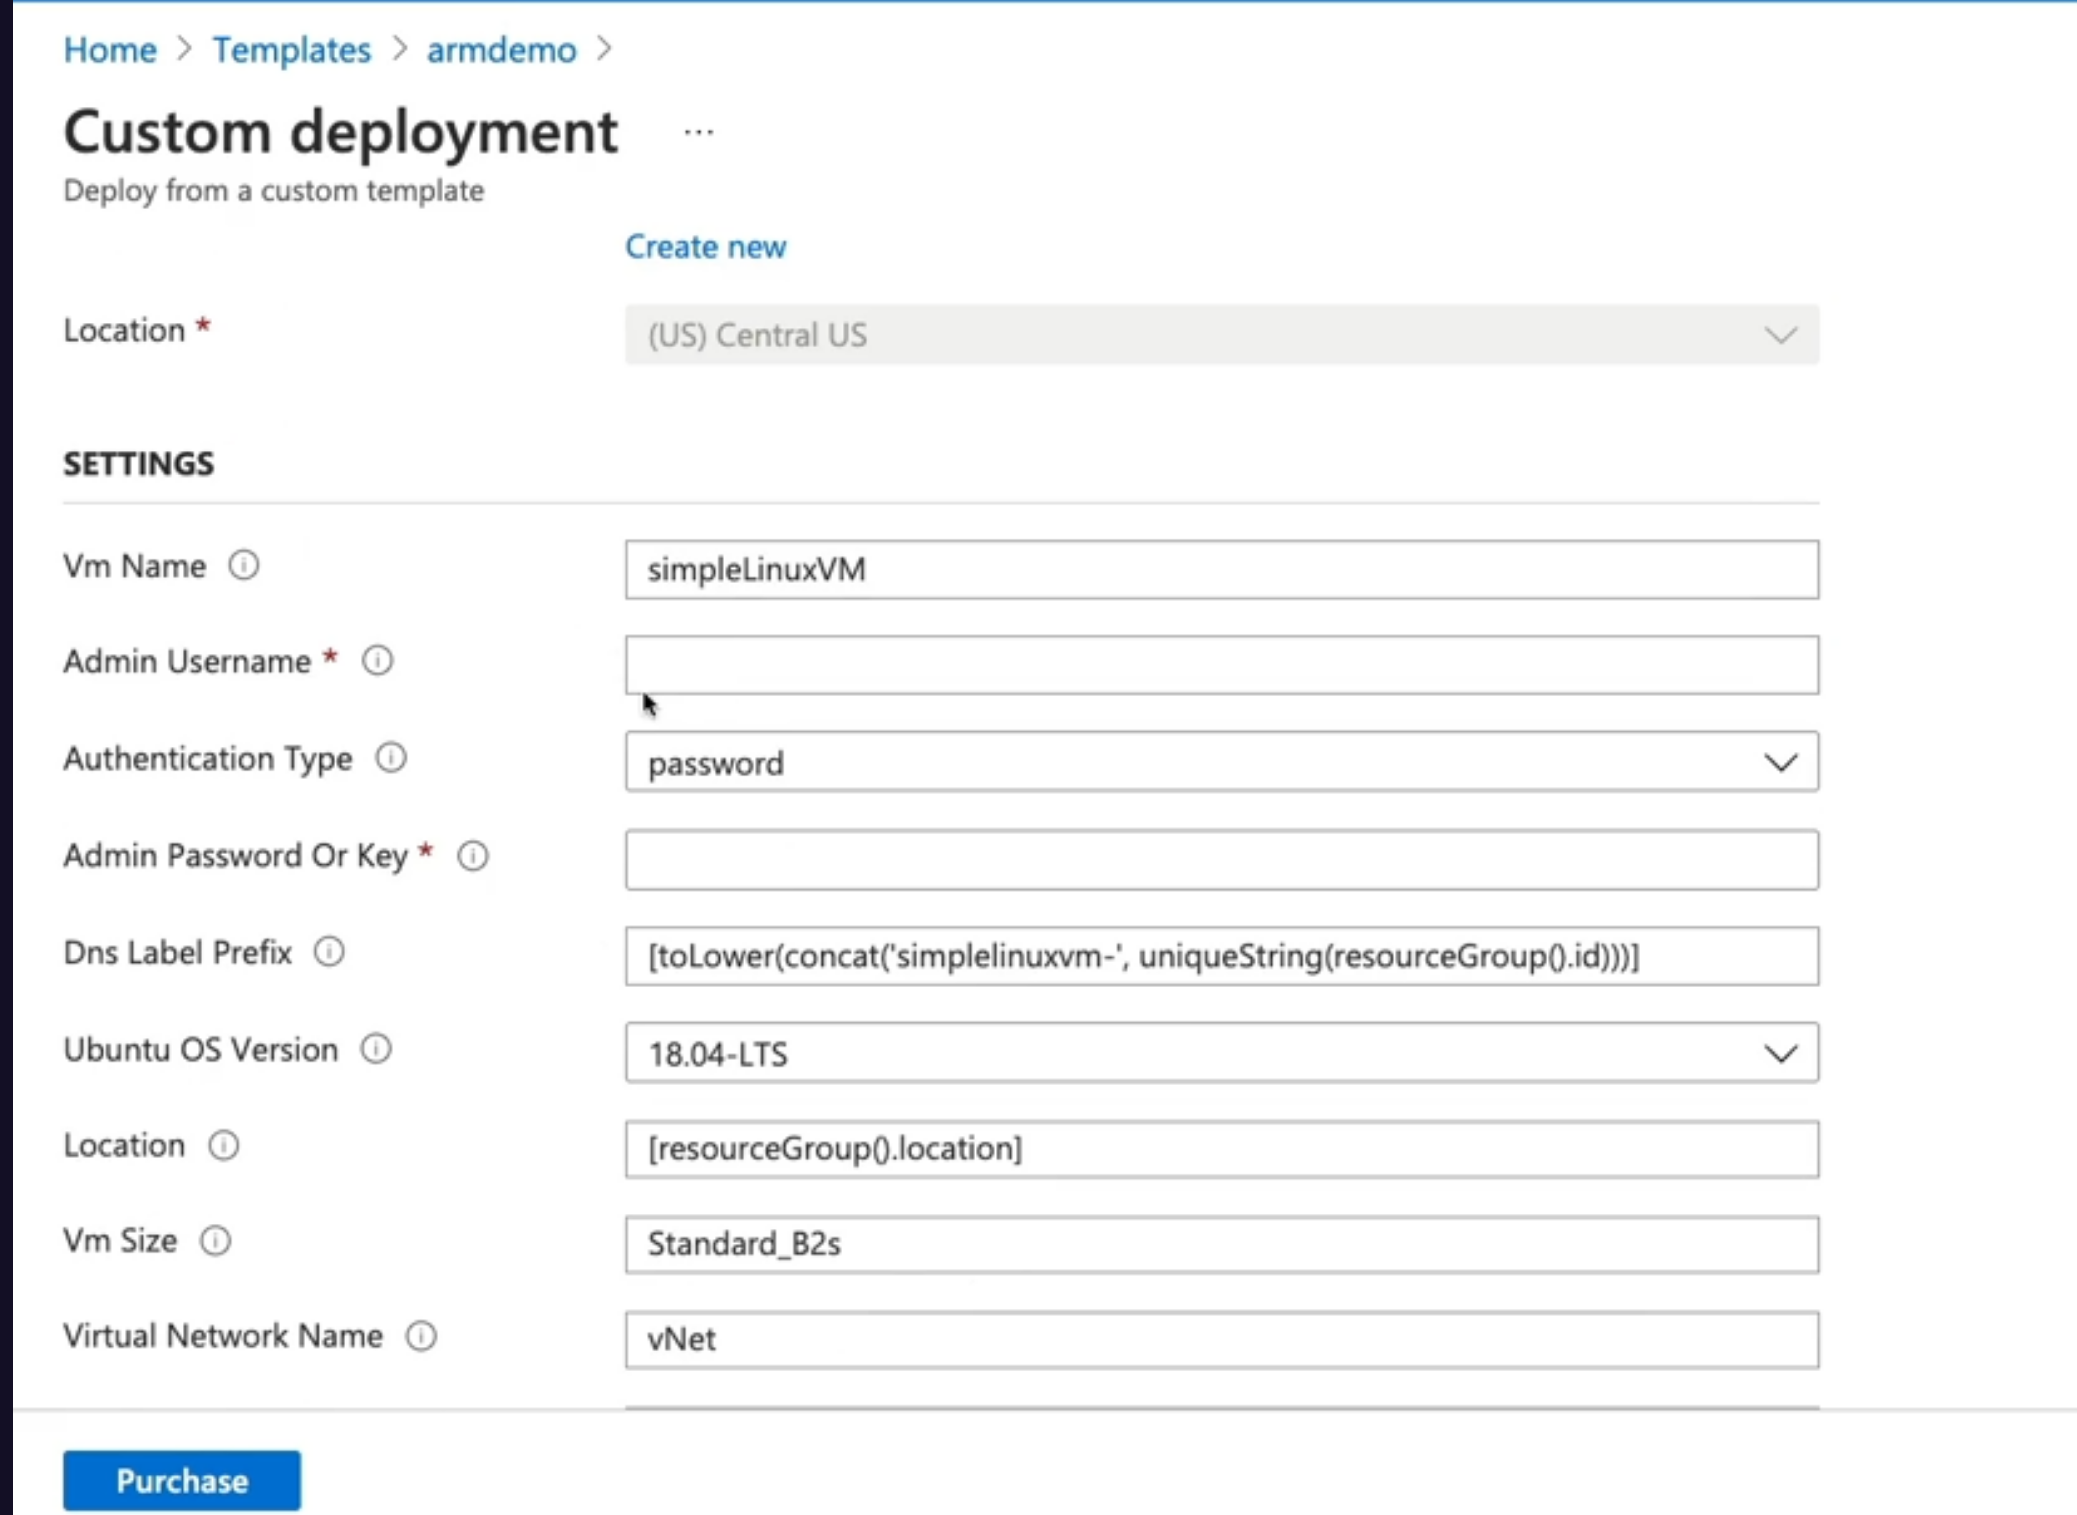 Home > Templates > armdemo >
Custom deployment ...
Deploy from a custom template
Create new
Location * (US) Central US
SETTINGS
Vm Name simpleLinuxVM
Admin Username *
Authentication Type password
Admin Password Or Key *
Dns Label Prefix [toLower(concat('simplelinuxvm-', uniqueString(resourceGroup().id)))]
Ubuntu OS Version 18.04-LTS
Location [resourceGroup().location]
Vm Size Standard_B2s
Virtual Network Name vNet
Purchase